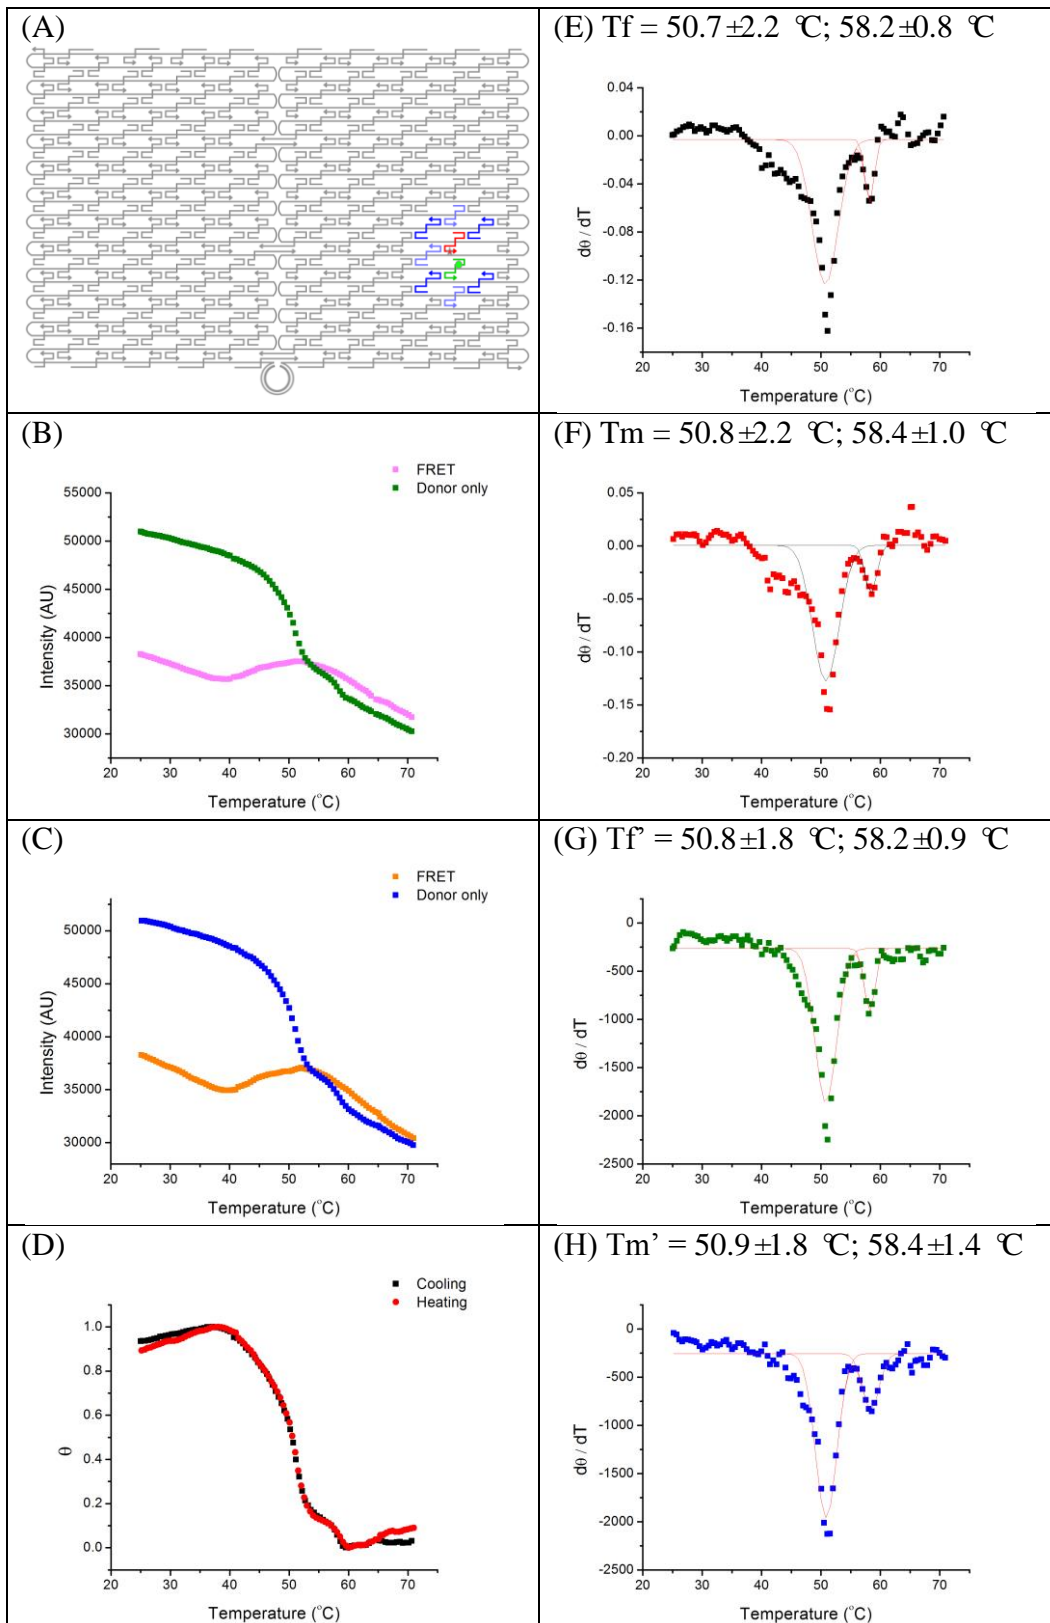 (A)
(E) Tf = 50.7±2.2 ℃; 58.2±0.8 ℃
0.04
0.00
-0.04
-0.08
-0.12
-0.16
dθ / dT
20 30 40 50 60 70
Temperature (°C)
(B)
FRET
Donor only
55000
50000
45000
40000
35000
30000
Intensity (AU)
20 30 40 50 60 70
Temperature (°C)
(F) Tm = 50.8±2.2 ℃; 58.4±1.0 ℃
0.05
0.00
-0.05
-0.10
-0.15
-0.20
dθ / dT
20 30 40 50 60 70
Temperature (°C)
(C)
FRET
Donor only
50000
45000
40000
35000
30000
Intensity (AU)
20 30 40 50 60 70
Temperature (°C)
(G) Tf’ = 50.8±1.8 ℃; 58.2±0.9 ℃
0
-500
-1000
-1500
-2000
-2500
dθ / dT
20 30 40 50 60 70
Temperature (°C)
(D)
Cooling
Heating
1.0
0.8
0.6
0.4
0.2
0.0
θ
20 30 40 50 60 70
Temperature (°C)
(H) Tm’ = 50.9±1.8 ℃; 58.4±1.4 ℃
0
-500
-1000
-1500
-2000
-2500
dθ / dT
20 30 40 50 60 70
Temperature (°C)